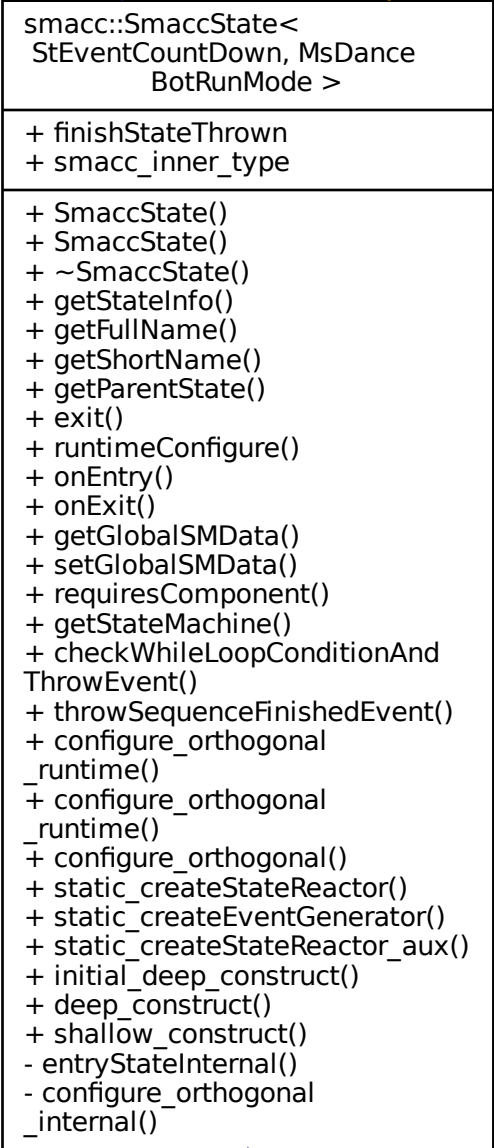 smacc::SmaccState<
StEventCountDown, MsDance
BotRunMode >
+ finishStateThrown
+ smacc_inner_type
+ SmaccState()
+ SmaccState()
+ ~SmaccState()
+ getStateInfo()
+ getFullName()
+ getShortName()
+ getParentState()
+ exit()
+ runtimeConfigure()
+ onEntry()
+ onExit()
+ getGlobalSMData()
+ setGlobalSMData()
+ requiresComponent()
+ getStateMachine()
+ checkWhileLoopConditionAnd
ThrowEvent()
+ throwSequenceFinishedEvent()
+ configure_orthogonal
_runtime()
+ configure_orthogonal
_runtime()
+ configure_orthogonal()
+ static_createStateReactor()
+ static_createEventGenerator()
+ static_createStateReactor_aux()
+ initial_deep_construct()
+ deep_construct()
+ shallow_construct()
- entryStateInternal()
- configure_orthogonal
_internal()